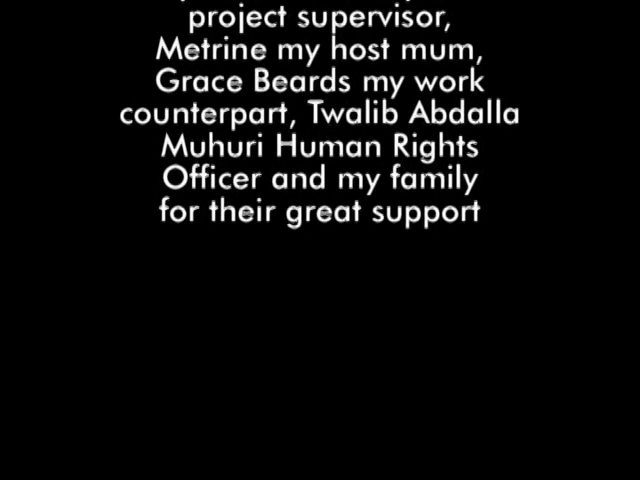 project supervisor,
Metrine my host mum,
Grace Beards my work
counterpart, Twalib Abdalla
Muhuri Human Rights
Officer and my family
for their great support